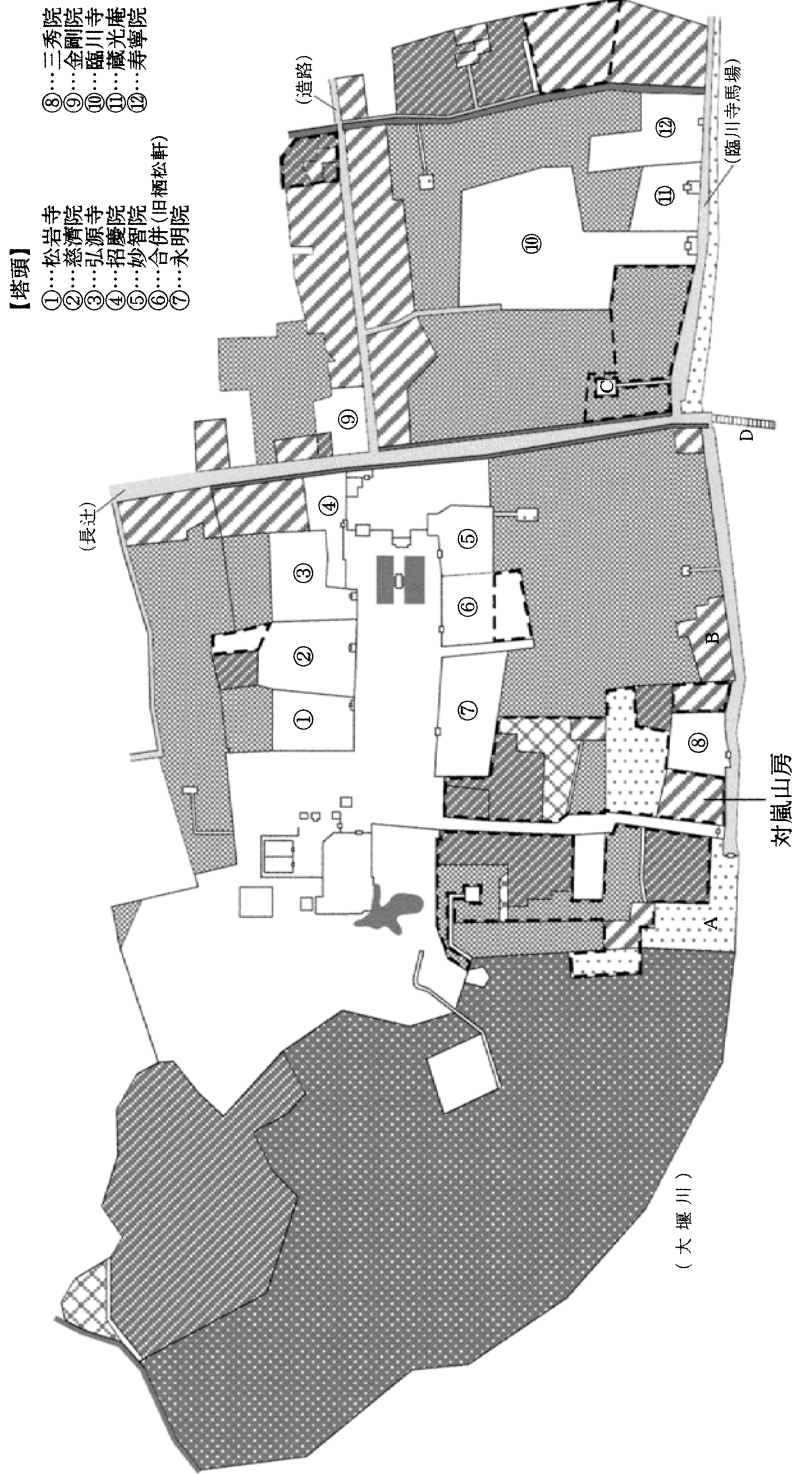 【塔頭】
①…松岩寺
②…慈濟院
③…弘源寺
④…招慶院
⑤…妙智院
⑥…合併(旧栖松軒)
⑦…永明院
⑧…三秀院
⑨…金剛院
⑩…臨川寺
⑪…蔵光庵
⑫…寿寧院
(造路)
(長辻)
(臨川寺馬場)
(大堰川)
対嵐山房
①
②
③
④
⑤
⑥
⑦
⑧
⑨
⑩
⑪
⑫
A
B
C
D